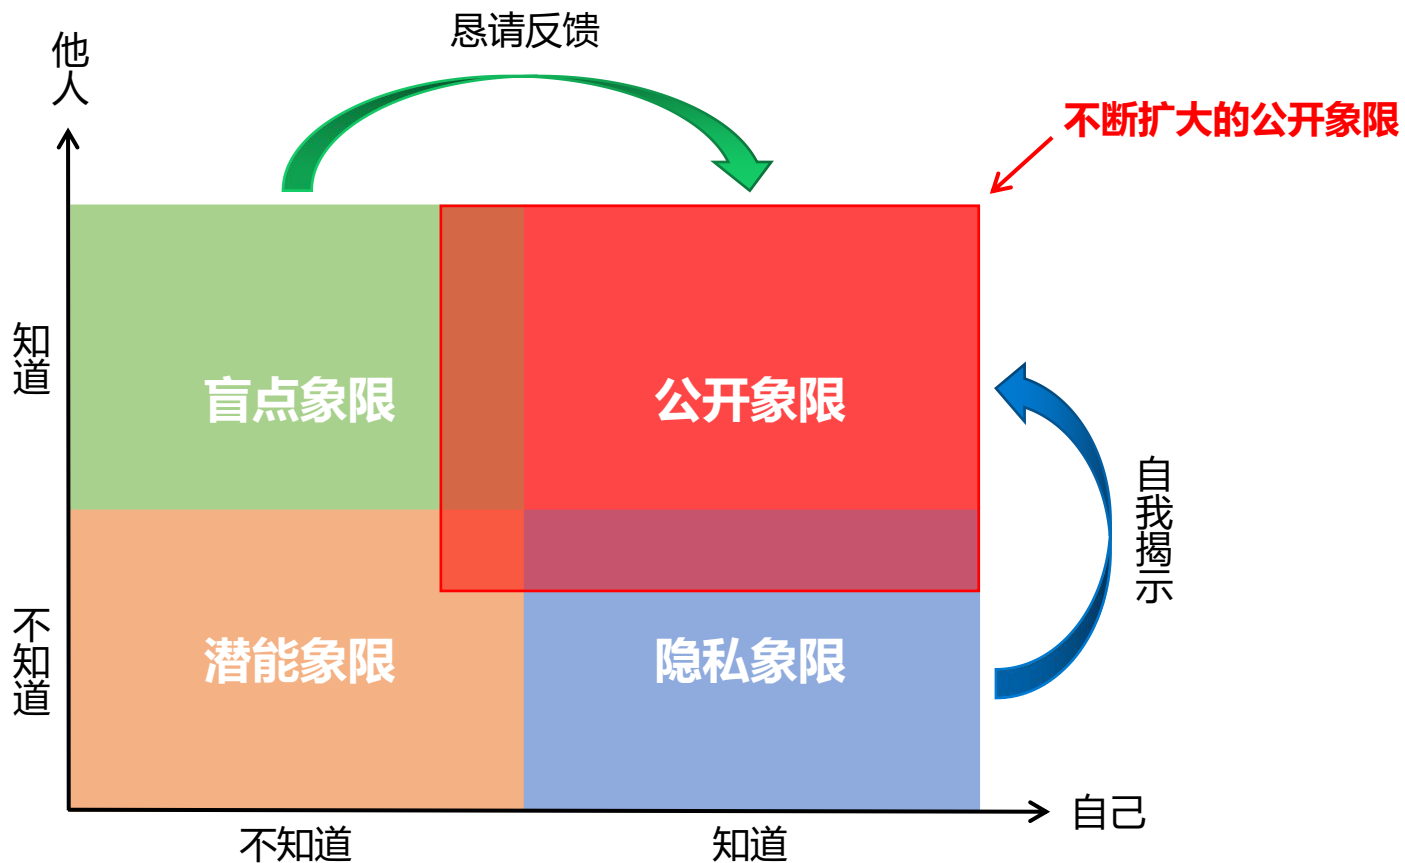 恳请反馈
他人
不断扩大的公开象限
知道
盲点象限
公开象限
自我揭示
不知道
潜能象限
隐私象限
自己
不知道
知道